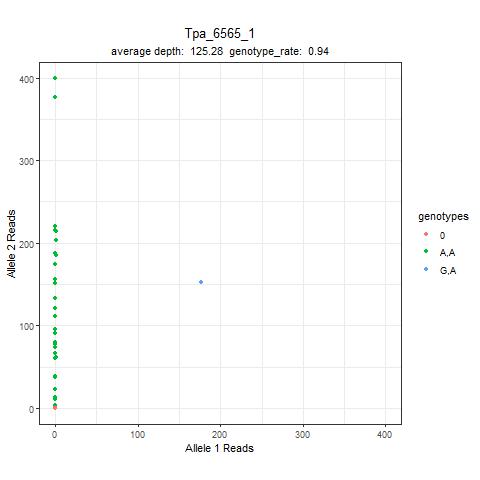 Tpa_6565_1
average depth:  125.28  genotype_rate:  0.94
400
300
200
100
0
Allele 2 Reads
0
100
200
300
400
Allele 1 Reads
genotypes
0
A,A
G,A